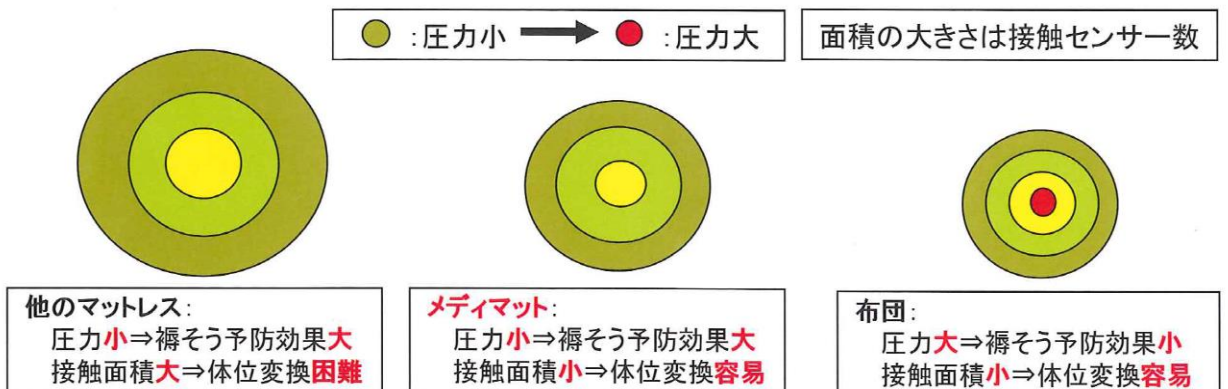 :圧力小 → :圧力大
面積の大きさは接触センサー数
他のマットレス:
圧力小⇒褥そう予防効果大
接触面積大⇒体位変換困難
メディマット:
圧力小⇒褥そう予防効果大
接触面積小⇒体位変換容易
布団:
圧力大⇒褥そう予防効果小
接触面積小⇒体位変換容易